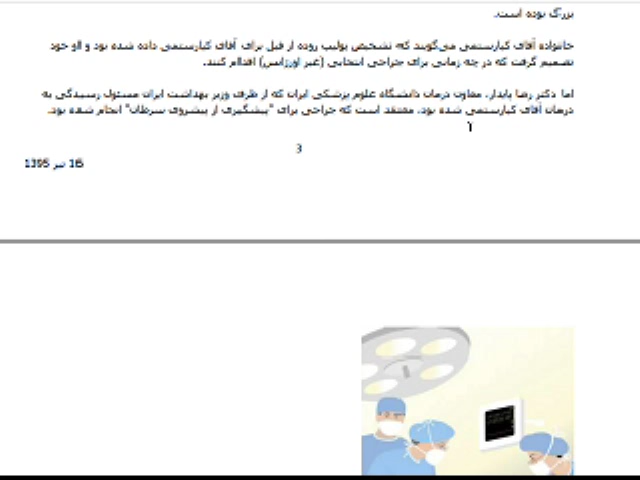 بزرگ بوده است.
خانواده آقای کیارستمی می‌گویند که تشخیص پولیپ روده از قبل برای آقای کیارستمی داده شده بود و او خود
تصمیم گرفت که در چه زمانی برای جراحی انتخابی (غیر اورژانس) اقدام کنند.
اما دکتر رضا پایدار، معاون درمان دانشگاه علوم پزشکی ایران که از طرف وزیر بهداشت ایران مسئول رسیدگی به
درمان آقای کیارستمی شده بود، معتقد است که جراحی برای "پیشگیری از پیشروی سرطان" انجام شده بود.
3
16 تیر 1395